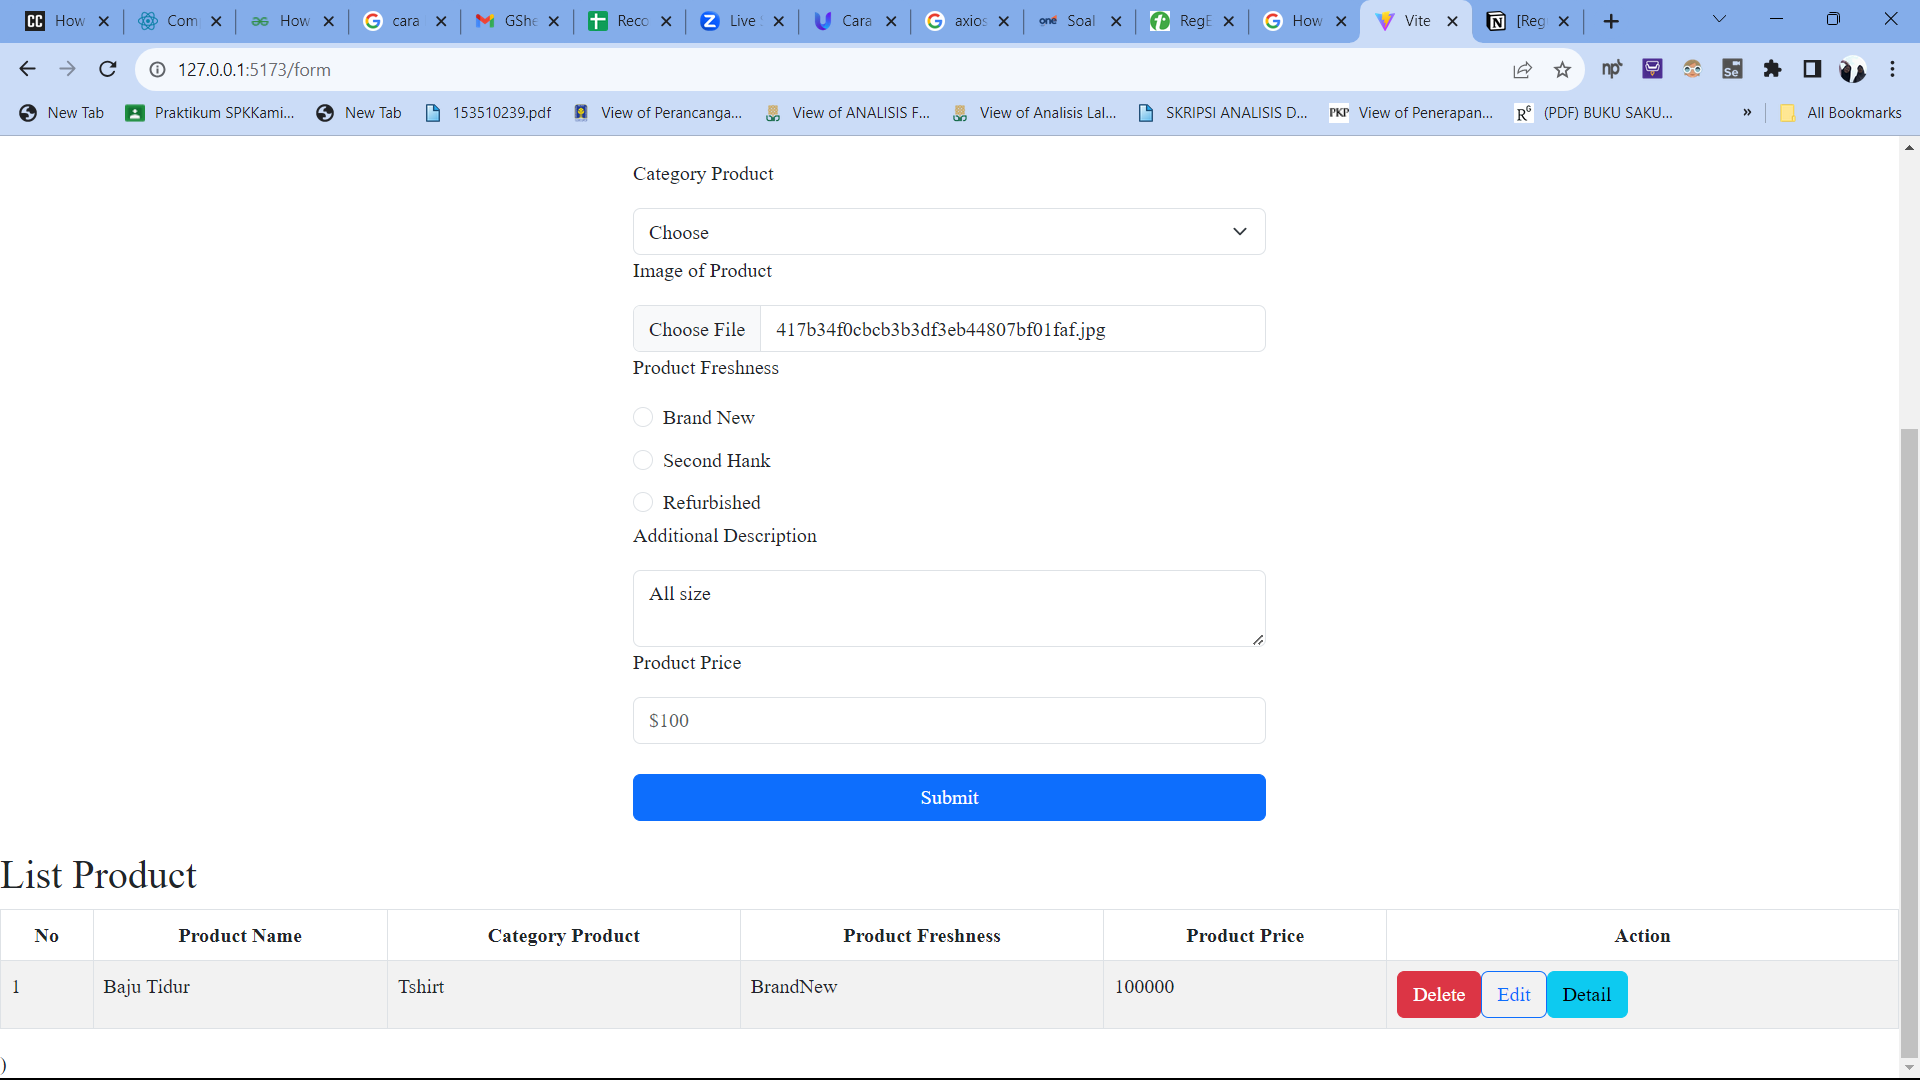 How Com How cara GShe Reco Live Cara axios Soal RegE How Vite [Reg
127.0.0.1:5173/form
New Tab Praktikum SPKKami... New Tab 153510239.pdf View of Perancanga... View of ANALISIS F... View of Analisis Lal... SKRIPSI ANALISIS D... PKP View of Penerapan... (PDF) BUKU SAKU... » All Bookmarks
Category Product
Choose
Image of Product
Choose File 417b34f0cbcb3b3df3eb44807bf01faf.jpg
Product Freshness
Brand New
Second Hank
Refurbished
Additional Description
All size
Product Price
$100
Submit
List Product
No Product Name Category Product Product Freshness Product Price Action
1 Baju Tidur Tshirt BrandNew 100000 Delete Edit Detail
)